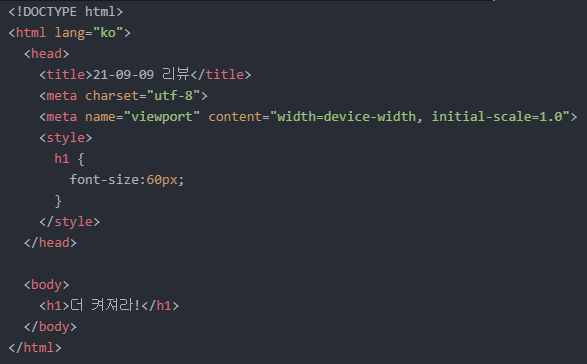 <!DOCTYPE html>
<html lang="ko">
  <head>
    <title>21-09-09 리뷰</title>
    <meta charset="utf-8">
    <meta name="viewport" content="width=device-width, initial-scale=1.0">
    <style>
      h1 {
        font-size:60px;
      }
    </style>
  </head>

  <body>
    <h1>더 켜져라!</h1>
  </body>
</html>